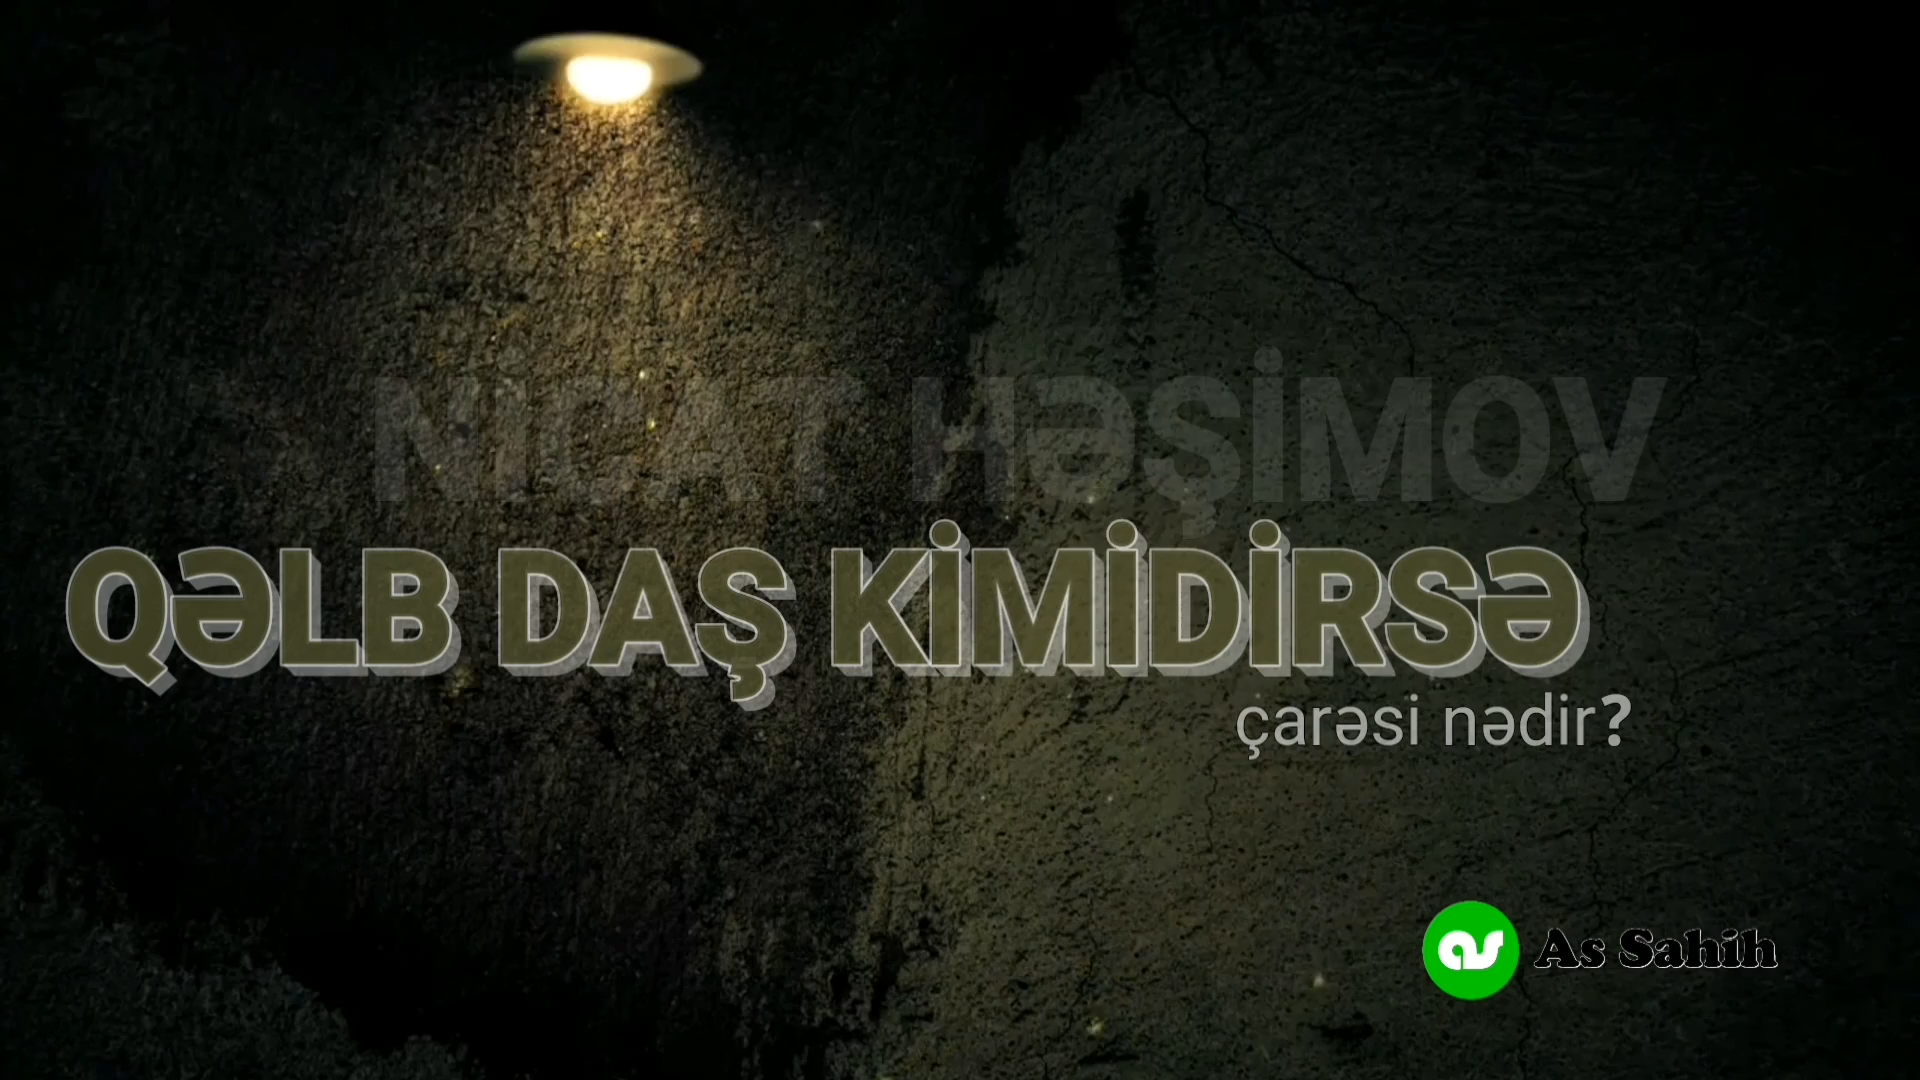 NİCAT HƏŞİMOV
QƏLB DAŞ KİMİDİRSƏ
çarəsi nədir?
As Sahih